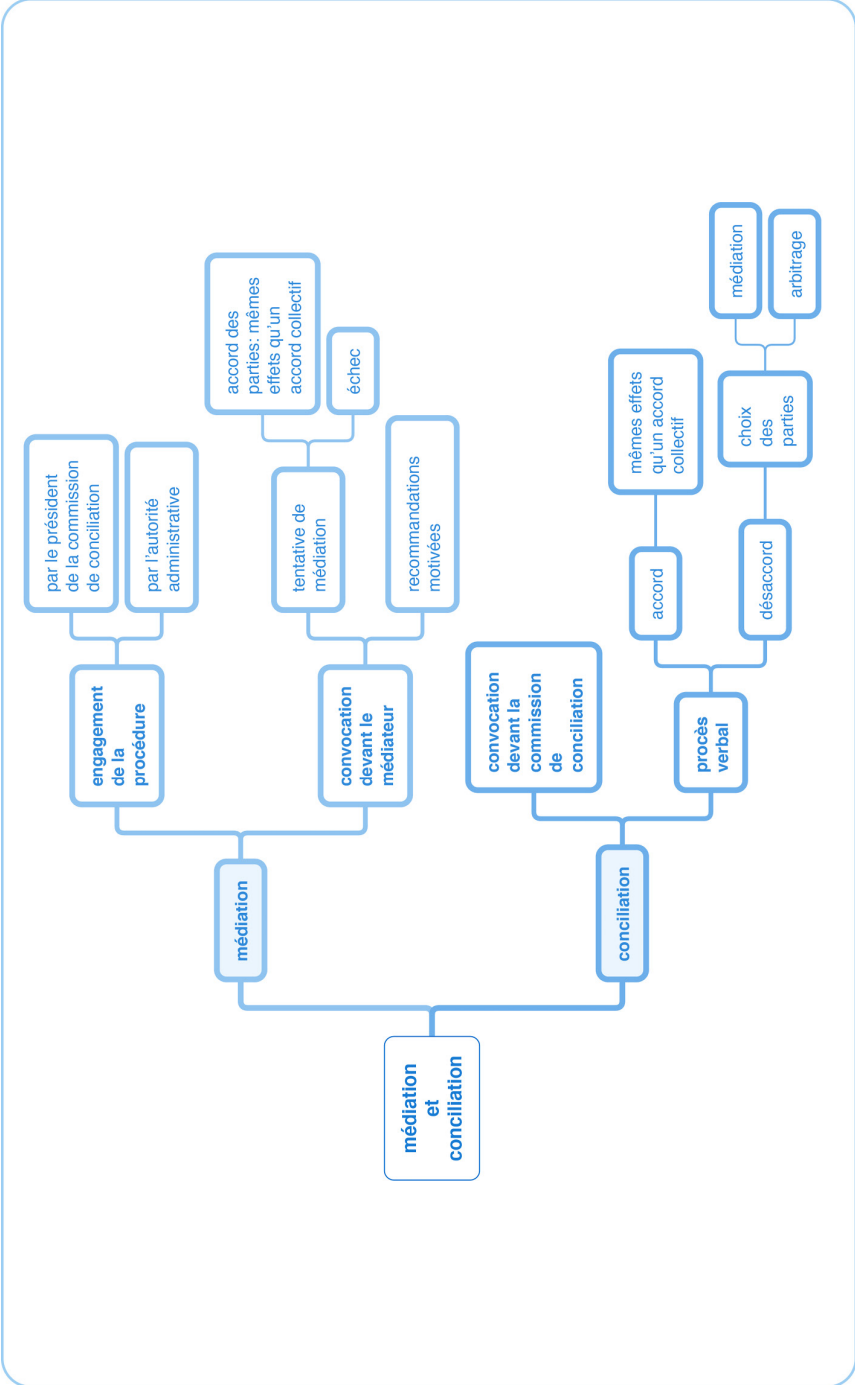 médiation
et
conciliation
médiation
engagement
de la
procédure
par le président
de la commission
de conciliation
par l'autorité
administrative
convocation
devant le
médiateur
tentative de
médiation
accord des
parties: mêmes
effets qu'un
accord collectif
échec
recommandations
motivées
conciliation
convocation
devant la
commission
de
conciliation
procès
verbal
accord
mêmes effets
qu'un accord
collectif
désaccord
choix
des
parties
médiation
arbitrage